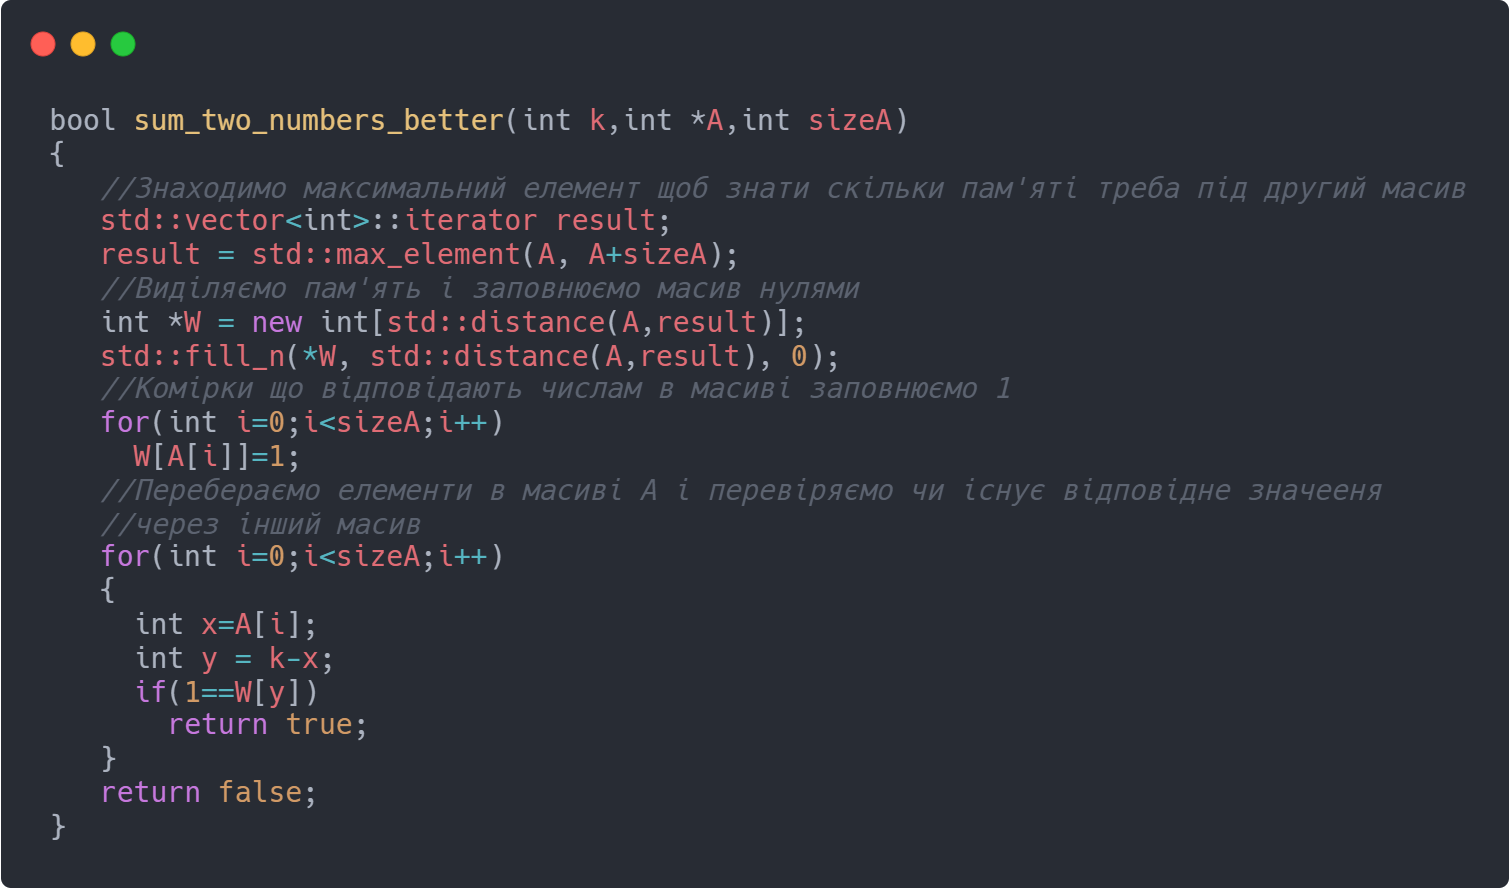 bool sum_two_numbers_better(int k,int *A,int sizeA)
{
   //Знаходимо максимальний елемент щоб знати скільки пам'яті треба під другий масив
   std::vector<int>::iterator result;
   result = std::max_element(A, A+sizeA);
   //Виділяємо пам'ять і заповнюємо масив нулями
   int *W = new int[std::distance(A,result)];
   std::fill_n(*W, std::distance(A,result), 0);
   //Комірки що відповідають числам в масиві заповнюємо 1
   for(int i=0;i<sizeA;i++)
     W[A[i]]=1;
   //Перебераємо елементи в масиві A і перевіряємо чи існує відповідне значееня
   //через інший масив
   for(int i=0;i<sizeA;i++)
   {
     int x=A[i];
     int y = k-x;
     if(1==W[y])
       return true;
   }
   return false;
}